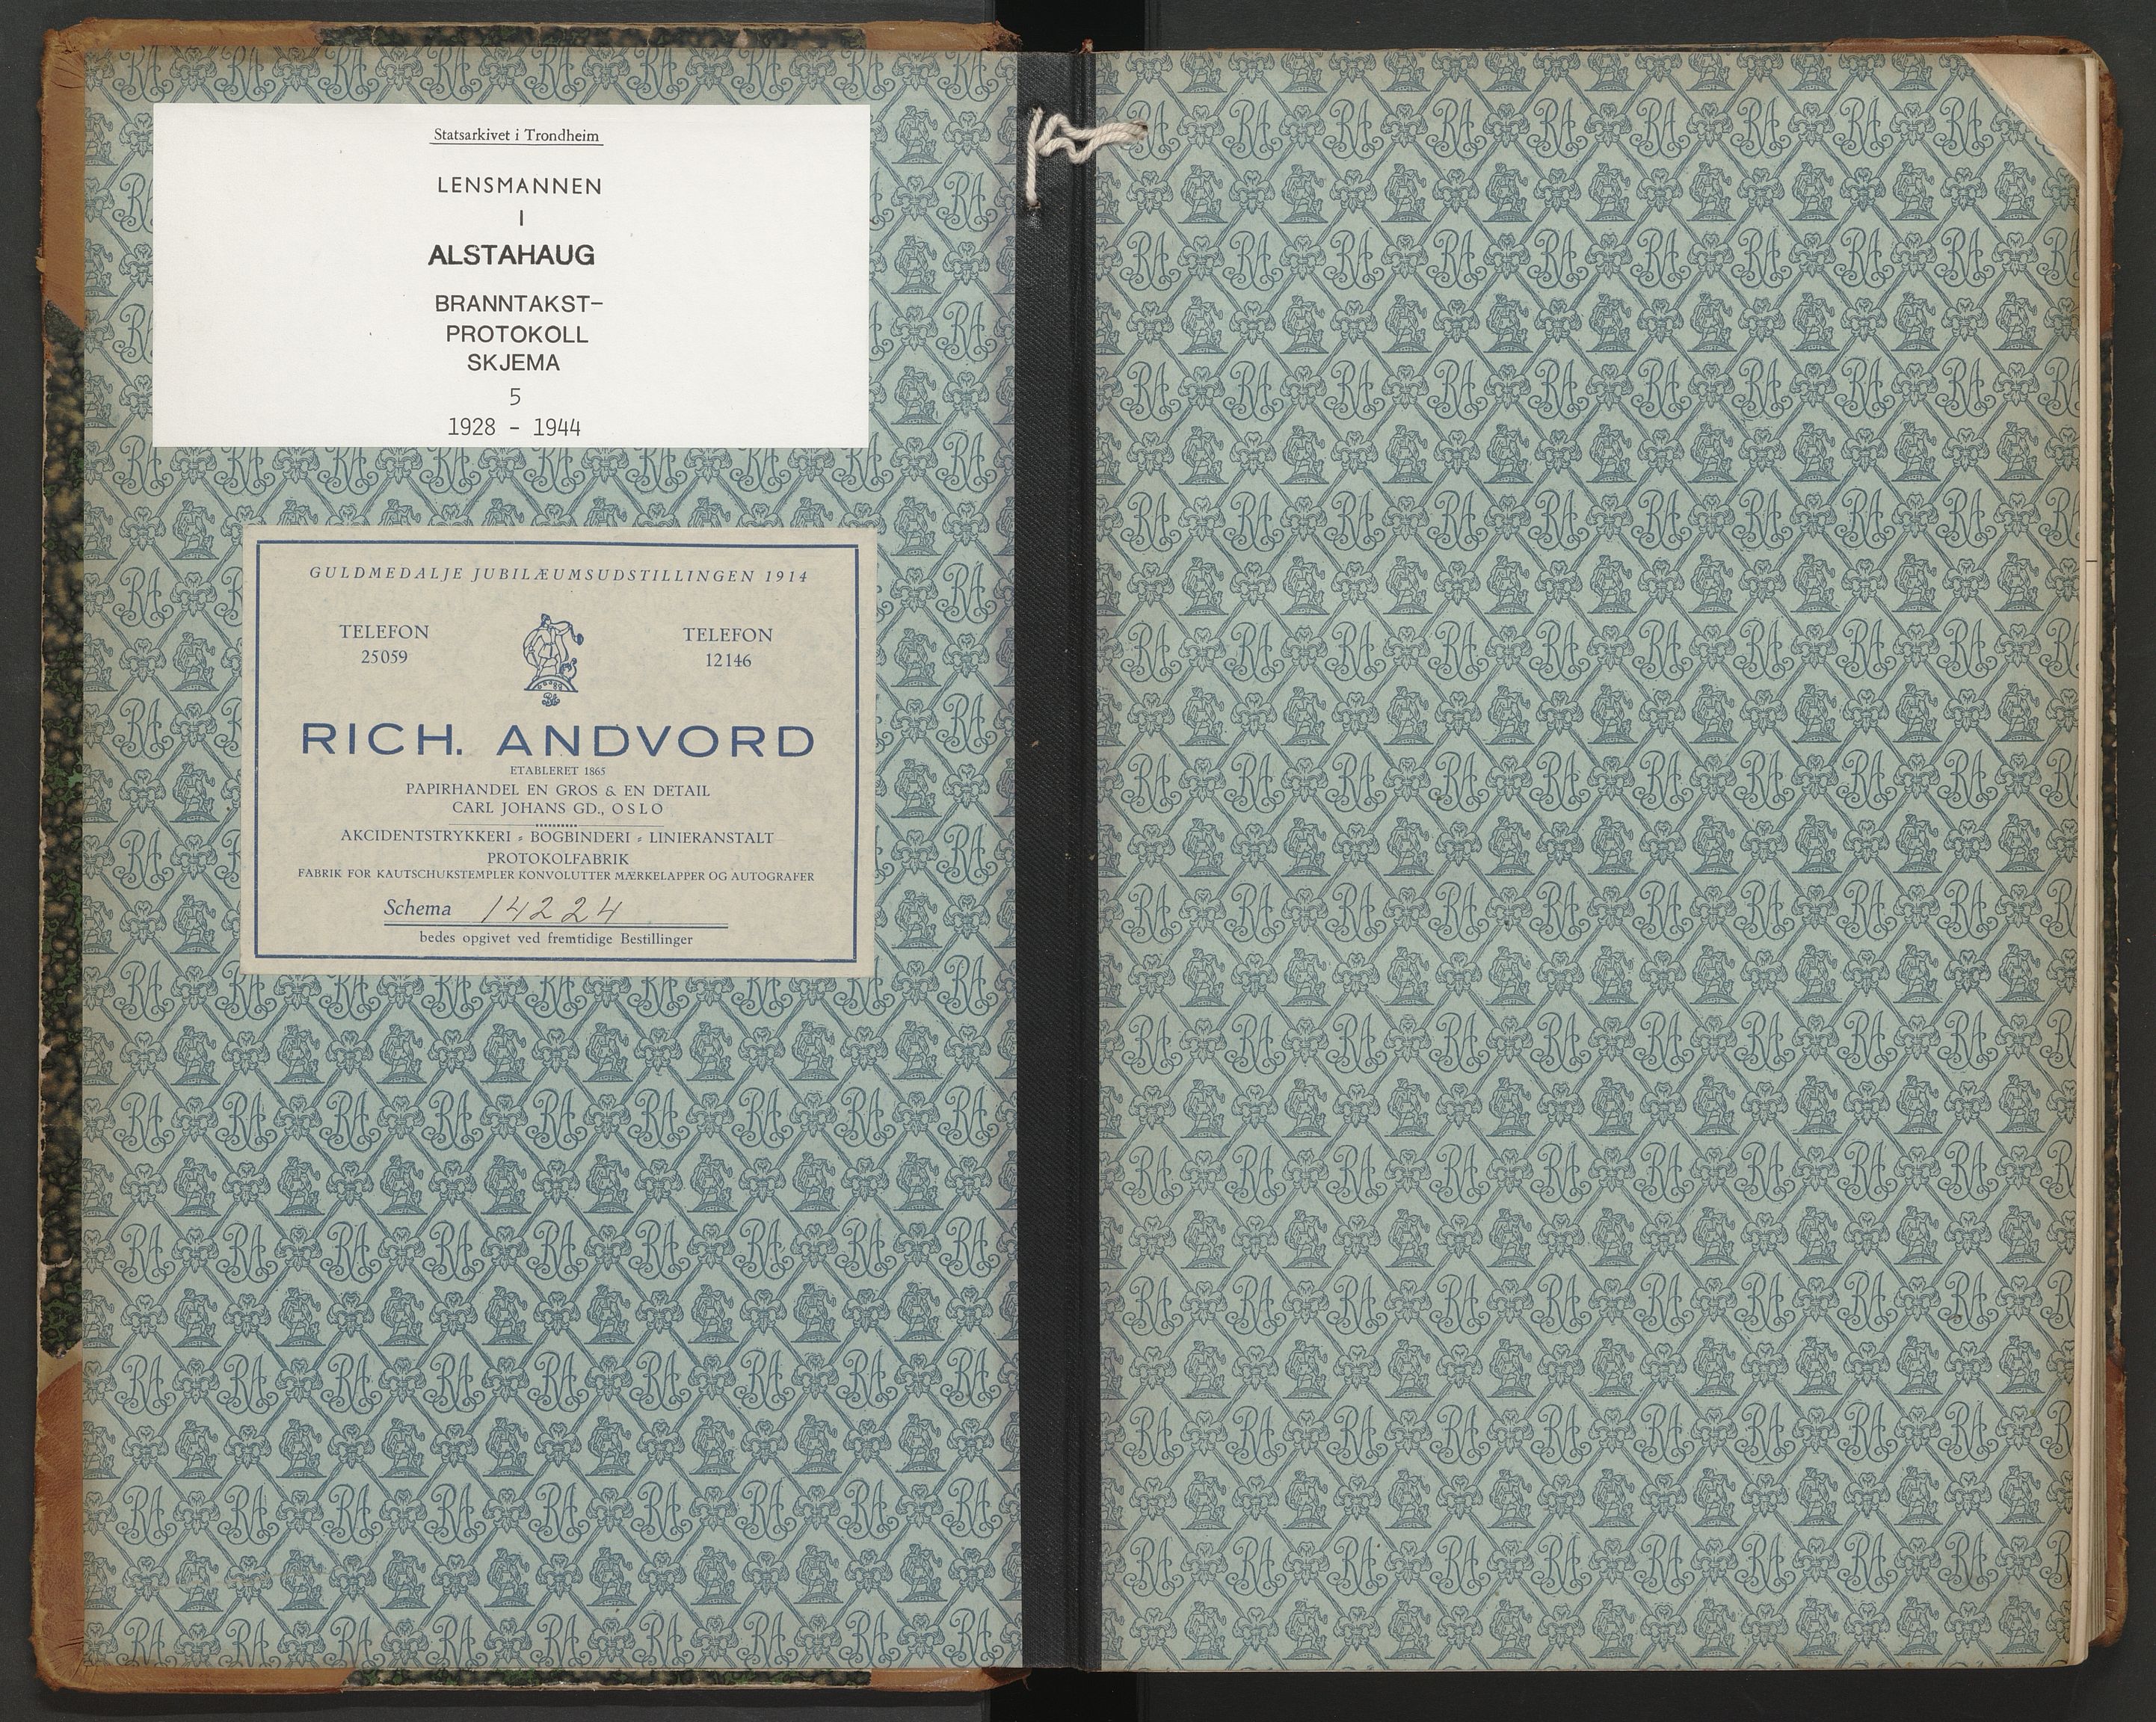 Statsarkivet i Trondheim
LENSMANNEN
I
ALSTAHAUG
BRANNTAKST-
PROTOKOLL
SKJEMA
5
1928 - 1944
GULDMEDALJE JUBILÆUMSUDSTILLINGEN 1914
TELEFON
25059
TELEFON
12146
RICH. ANDVORD
ETABLERET 1865
PAPIRHANDEL EN GROS & EN DETAIL
CARL JOHANS GD., OSLO
AKCIDENTSTRYKKERI = BOGBINDERI = LINIERANSTALT
PROTOKOLFABRIK
FABRIK FOR KAUTSCHUKSTEMPLER KONVOLUTTER MÆRKELAPPER OG AUTOGRAFER
Schema 14224
bedes opgivet ved fremtidige Bestillinger